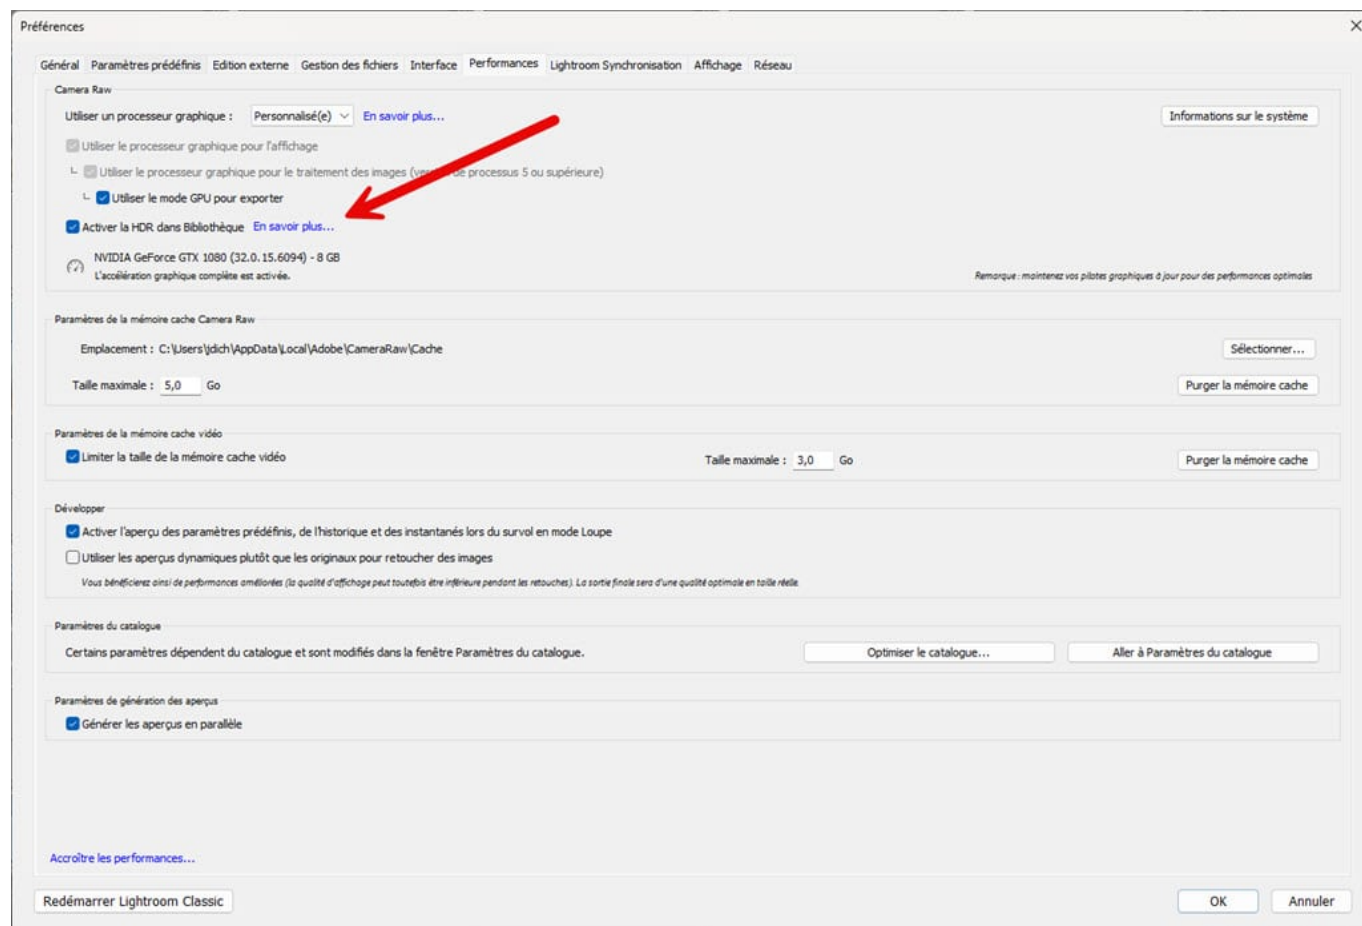 Préférences
Général Paramètres prédéfinis Edition externe Gestion des fichiers Interface Performances Lightroom Synchronisation Affichage Réseau
Camera Raw
Utiliser un processeur graphique : Personnalisé(e) En savoir plus... Informations sur le système
Utiliser le processeur graphique pour l'affichage
Utiliser le processeur graphique pour le traitement des images (ver de processus 5 ou supérieure)
Utiliser le mode GPU pour exporter
Activer la HDR dans Bibliothèque En savoir plus...
NVIDIA GeForce GTX 1080 (32.0.15.6094) - 8 GB
L'accélération graphique complète est activée. Remarque : maintenez vos pilotes graphiques à jour pour des performances optimales
Paramètres de la mémoire cache Camera Raw
Emplacement : C:\Users\jdich\AppData\Local\Adobe\CameraRaw\Cache Sélectionner...
Taille maximale : 5,0 Go Purger la mémoire cache
Paramètres de la mémoire cache vidéo
Limiter la taille de la mémoire cache vidéo Taille maximale : 3,0 Go Purger la mémoire cache
Développer
Activer l'aperçu des paramètres prédéfinis, de l'historique et des instantanés lors du survol en mode Loupe
Utiliser les aperçus dynamiques plutôt que les originaux pour retoucher des images
Vous bénéficierez ainsi de performances améliorées (la qualité d'affichage peut toutefois être inférieure pendant les retouches). La sortie finale sera d'une qualité optimale en taille réelle.
Paramètres du catalogue
Certains paramètres dépendent du catalogue et sont modifiés dans la fenêtre Paramètres du catalogue. Optimiser le catalogue... Aller à Paramètres du catalogue
Paramètres de génération des aperçus
Générer les aperçus en parallèle
Accroître les performances...
Redémarrer Lightroom Classic OK Annuler